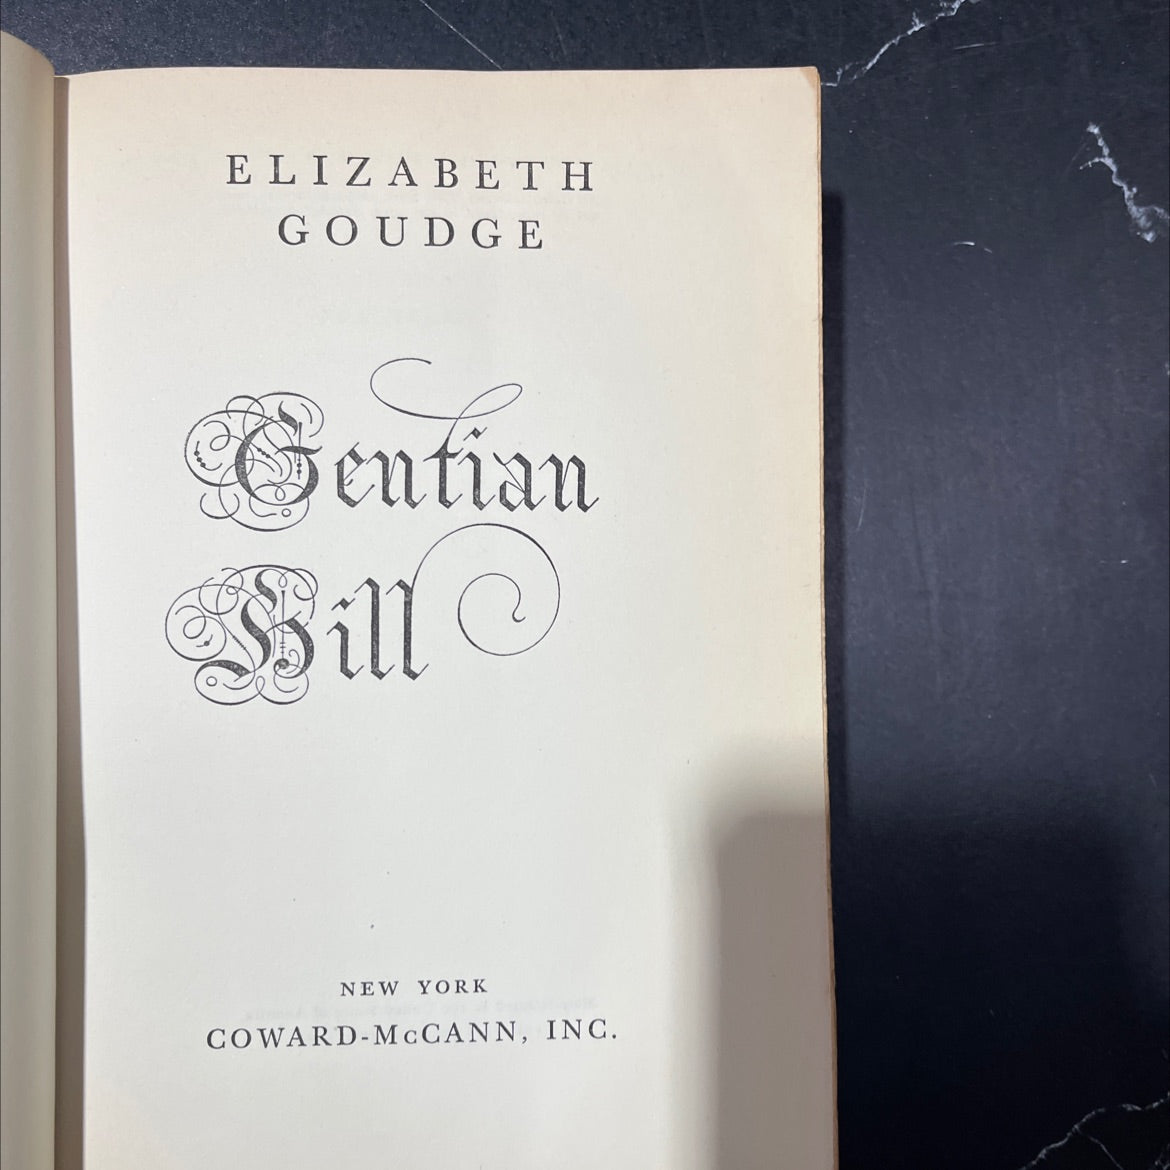 ELIZABETH
GOUDGE
Gentian
Hill
NEW YORK
COWARD-McCANN, INC.